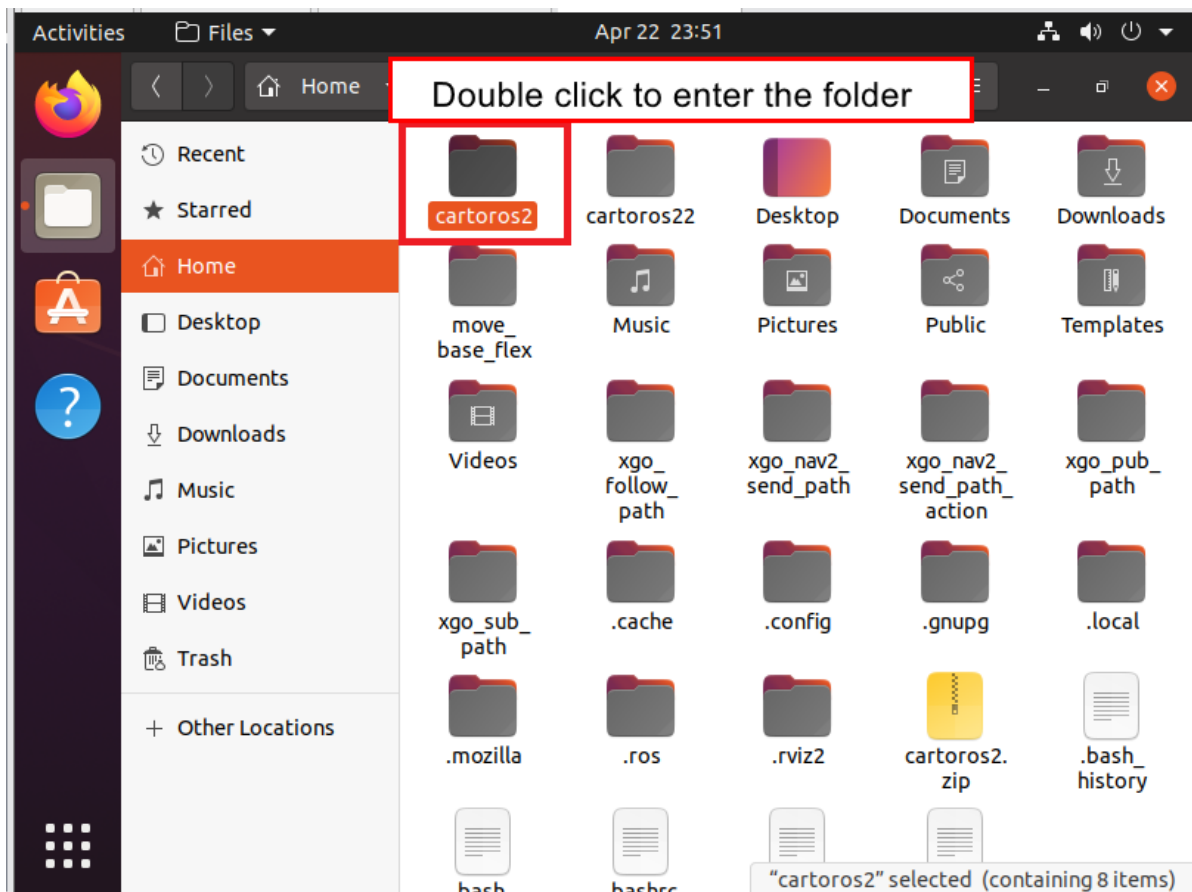 Activities
Files
Apr 22 23:51
Home
Double click to enter the folder
Recent
Starred
Home
Desktop
Documents
Downloads
Music
Pictures
Videos
Trash
Other Locations
cartoros2
cartoros22
Desktop
Documents
Downloads
move_
base_flex
Music
Pictures
Public
Templates
Videos
xgo_
follow_
path
xgo_nav2_
send_path
xgo_nav2_
send_path_
action
xgo_pub_
path
xgo_sub_
path
.cache
.config
.gnupg
.local
.mozilla
.ros
.rviz2
cartoros2.
zip
.bash_
history
"cartoros2" selected (containing 8 items)